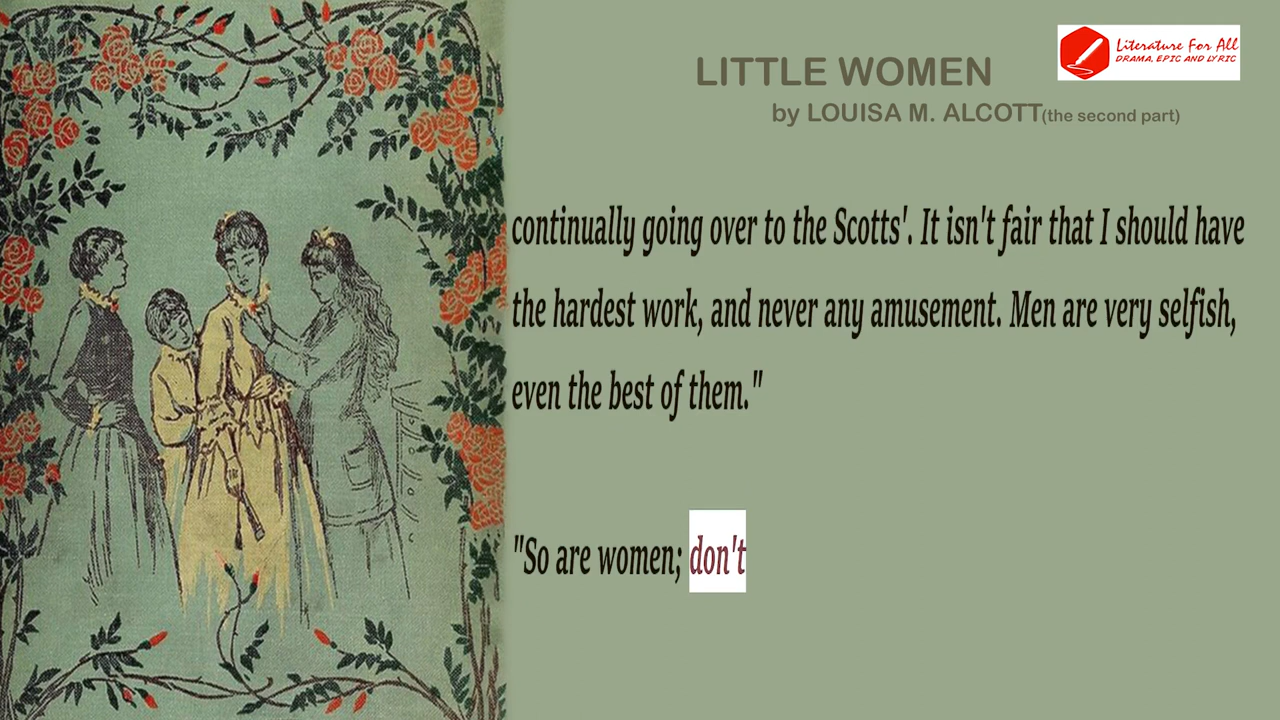 LITTLE WOMEN
by LOUISA M. ALCOTT(the second part)
Literature For All
DRAMA, EPIC AND LYRIC
continually going over to the Scotts'. It isn't fair that I should have
the hardest work, and never any amusement. Men are very selfish,
even the best of them."
"So are women; don't